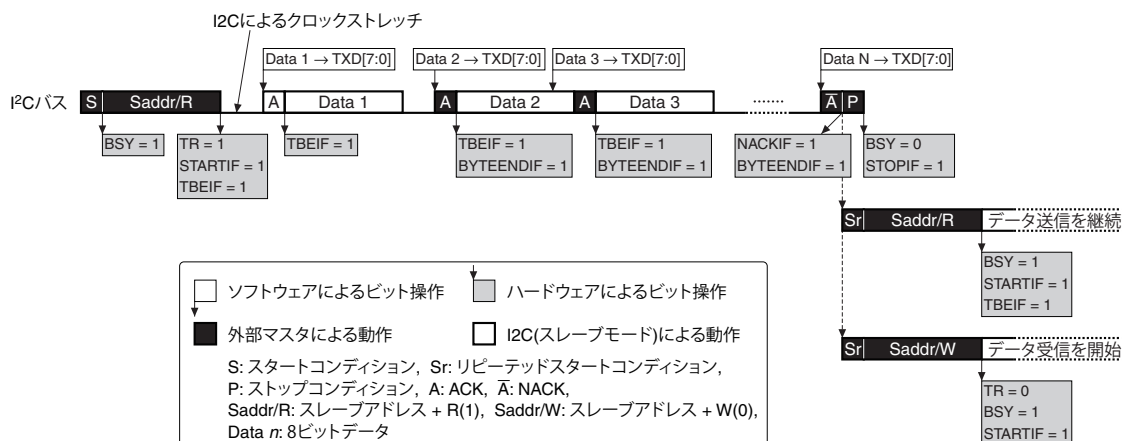 I2Cによるクロックストレッチ
Data 1 → TXD[7:0]
Data 2 → TXD[7:0]
Data 3 → TXD[7:0]
Data N → TXD[7:0]
I²Cバス
S
Saddr/R
A
Data 1
A
Data 2
A
Data 3
........
A̅
P
BSY = 1
TR = 1
STARTIF = 1
TBEIF = 1
TBEIF = 1
TBEIF = 1
BYTEENDIF = 1
TBEIF = 1
BYTEENDIF = 1
NACKIF = 1
BYTEENDIF = 1
BSY = 0
STOPIF = 1
Sr
Saddr/R
データ送信を継続
BSY = 1
STARTIF = 1
TBEIF = 1
Sr
Saddr/W
データ受信を開始
TR = 0
BSY = 1
STARTIF = 1
ソフトウェアによるビット操作
ハードウェアによるビット操作
外部マスタによる動作
I2C(スレーブモード)による動作
S: スタートコンディション, Sr: リピーテッドスタートコンディション,
P: ストップコンディション, A: ACK, A̅: NACK,
Saddr/R: スレーブアドレス + R(1), Saddr/W: スレーブアドレス + W(0),
Data n: 8ビットデータ